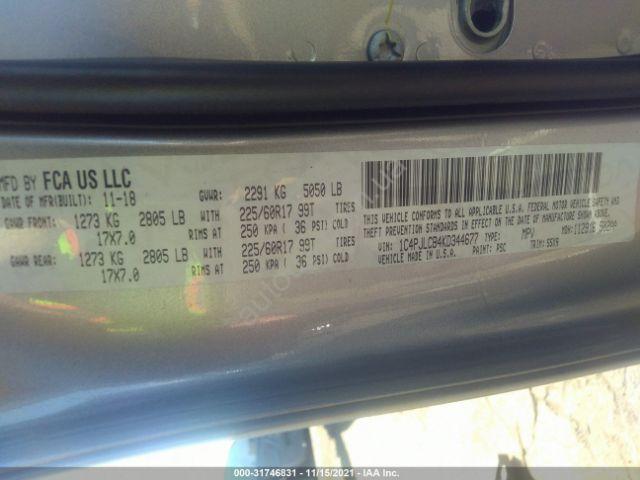 MFD BY FCA US LLC
DATE OF MFR(BUILT): 11-18 GVWR: 2291 KG 5050 LB
GAWR FRONT: 1273 KG 2805 LB WITH 225/60R17 99T TIRES
17X7.0 RIMS AT 250 KPA ( 36 PSI) COLD
GAWR REAR: 1273 KG 2805 LB WITH 225/60R17 99T TIRES
17X7.0 RIMS AT 250 KPA ( 36 PSI) COLD
THIS VEHICLE CONFORMS TO ALL APPLICABLE U.S.A. FEDERAL MOTOR VEHICLE SAFETY AND
THEFT PREVENTION STANDARDS IN EFFECT ON THE DATE OF MANUFACTURE SHOWN ABOVE.
VIN: 1C4PJLCB4KD344677 TYPE: MPV MDH:
VEHICLE MADE IN U.S.A. PAINT: PSC TRIM: S5X9
000-31746831 - 11/15/2021 - IAA Inc.